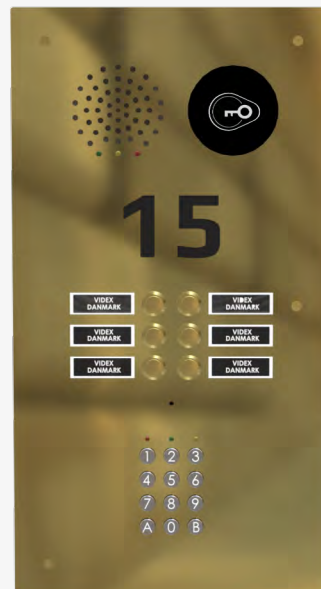 15
VIDEX
DANMARK
VIDEX
DANMARK
VIDEX
DANMARK
VIDEX
DANMARK
VIDEX
DANMARK
VIDEX
DANMARK
1 2 3
4 5 6
7 8 9
A 0 B